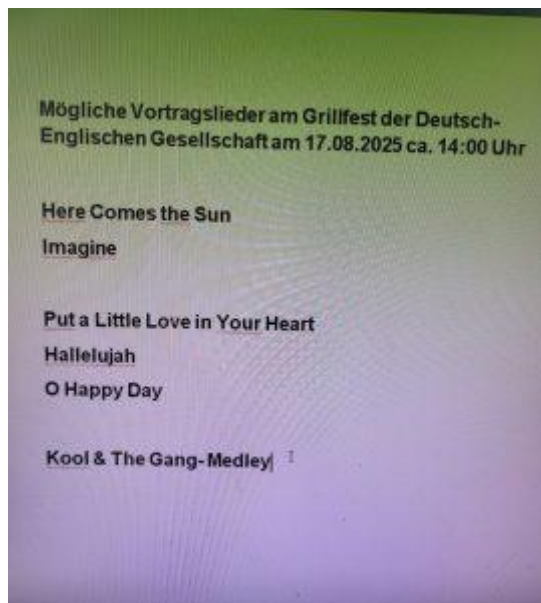 Mögliche Vortragslieder am Grillfest der Deutsch-
Englischen Gesellschaft am 17.08.2025 ca. 14:00 Uhr
Here Comes the Sun
Imagine
Put a Little Love in Your Heart
Hallelujah
O Happy Day
Kool & The Gang-Medley